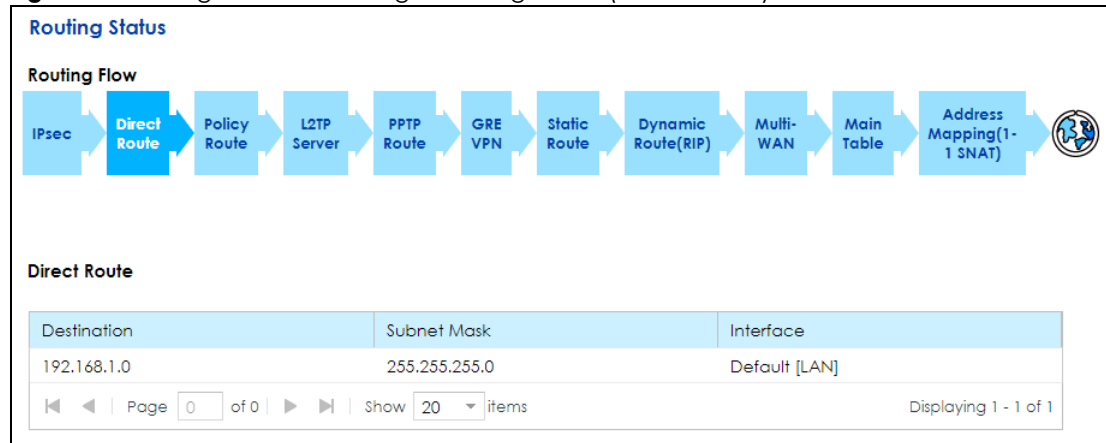 Routing Status
Routing Flow
IPsec
Direct
Route
Policy
Route
L2TP
Server
PPTP
Route
GRE
VPN
Static
Route
Dynamic
Route(RIP)
Multi-
WAN
Main
Table
Address
Mapping(1-
1 SNAT)
Direct Route
Destination Subnet Mask Interface
192.168.1.0 255.255.255.0 Default [LAN]
Page 0 of 0 Show 20 items Displaying 1 - 1 of 1